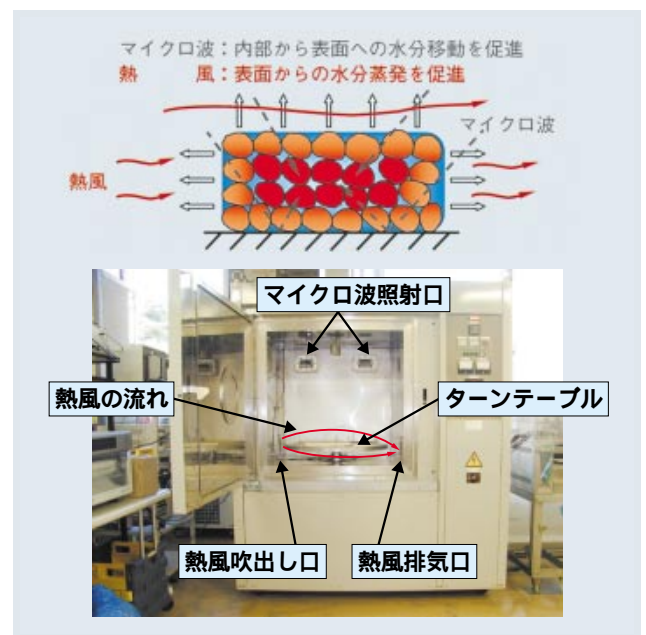 マイクロ波：内部から表面への水分移動を促進
熱　　風：表面からの水分蒸発を促進
マイクロ波
熱風
マイクロ波照射口
熱風の流れ
ターンテーブル
熱風吹出し口
熱風排気口